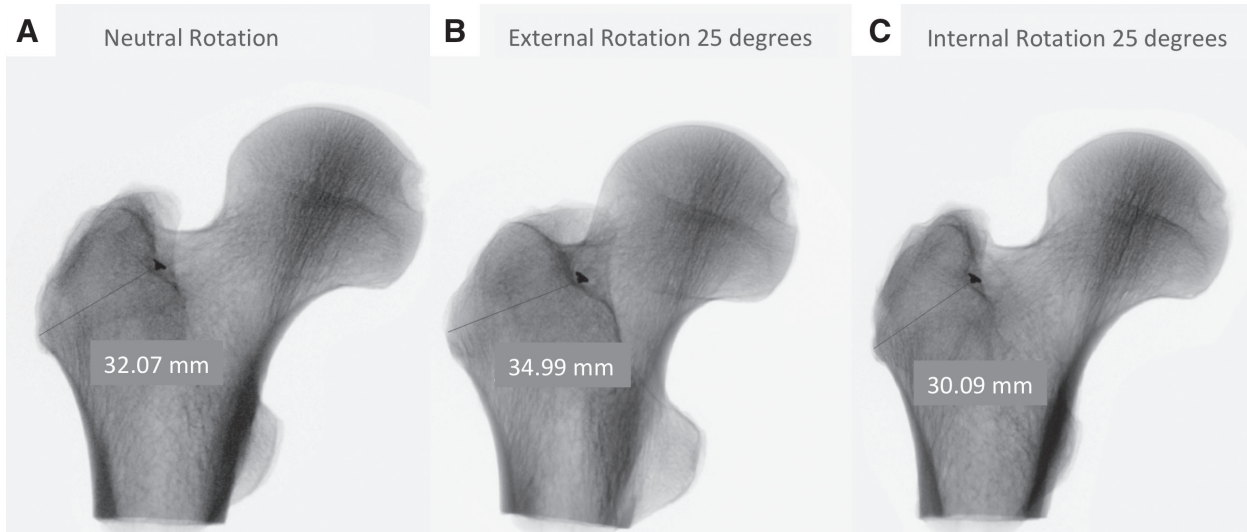 A
Neutral Rotation
B
External Rotation 25 degrees
C
Internal Rotation 25 degrees
32.07 mm
34.99 mm
30.09 mm